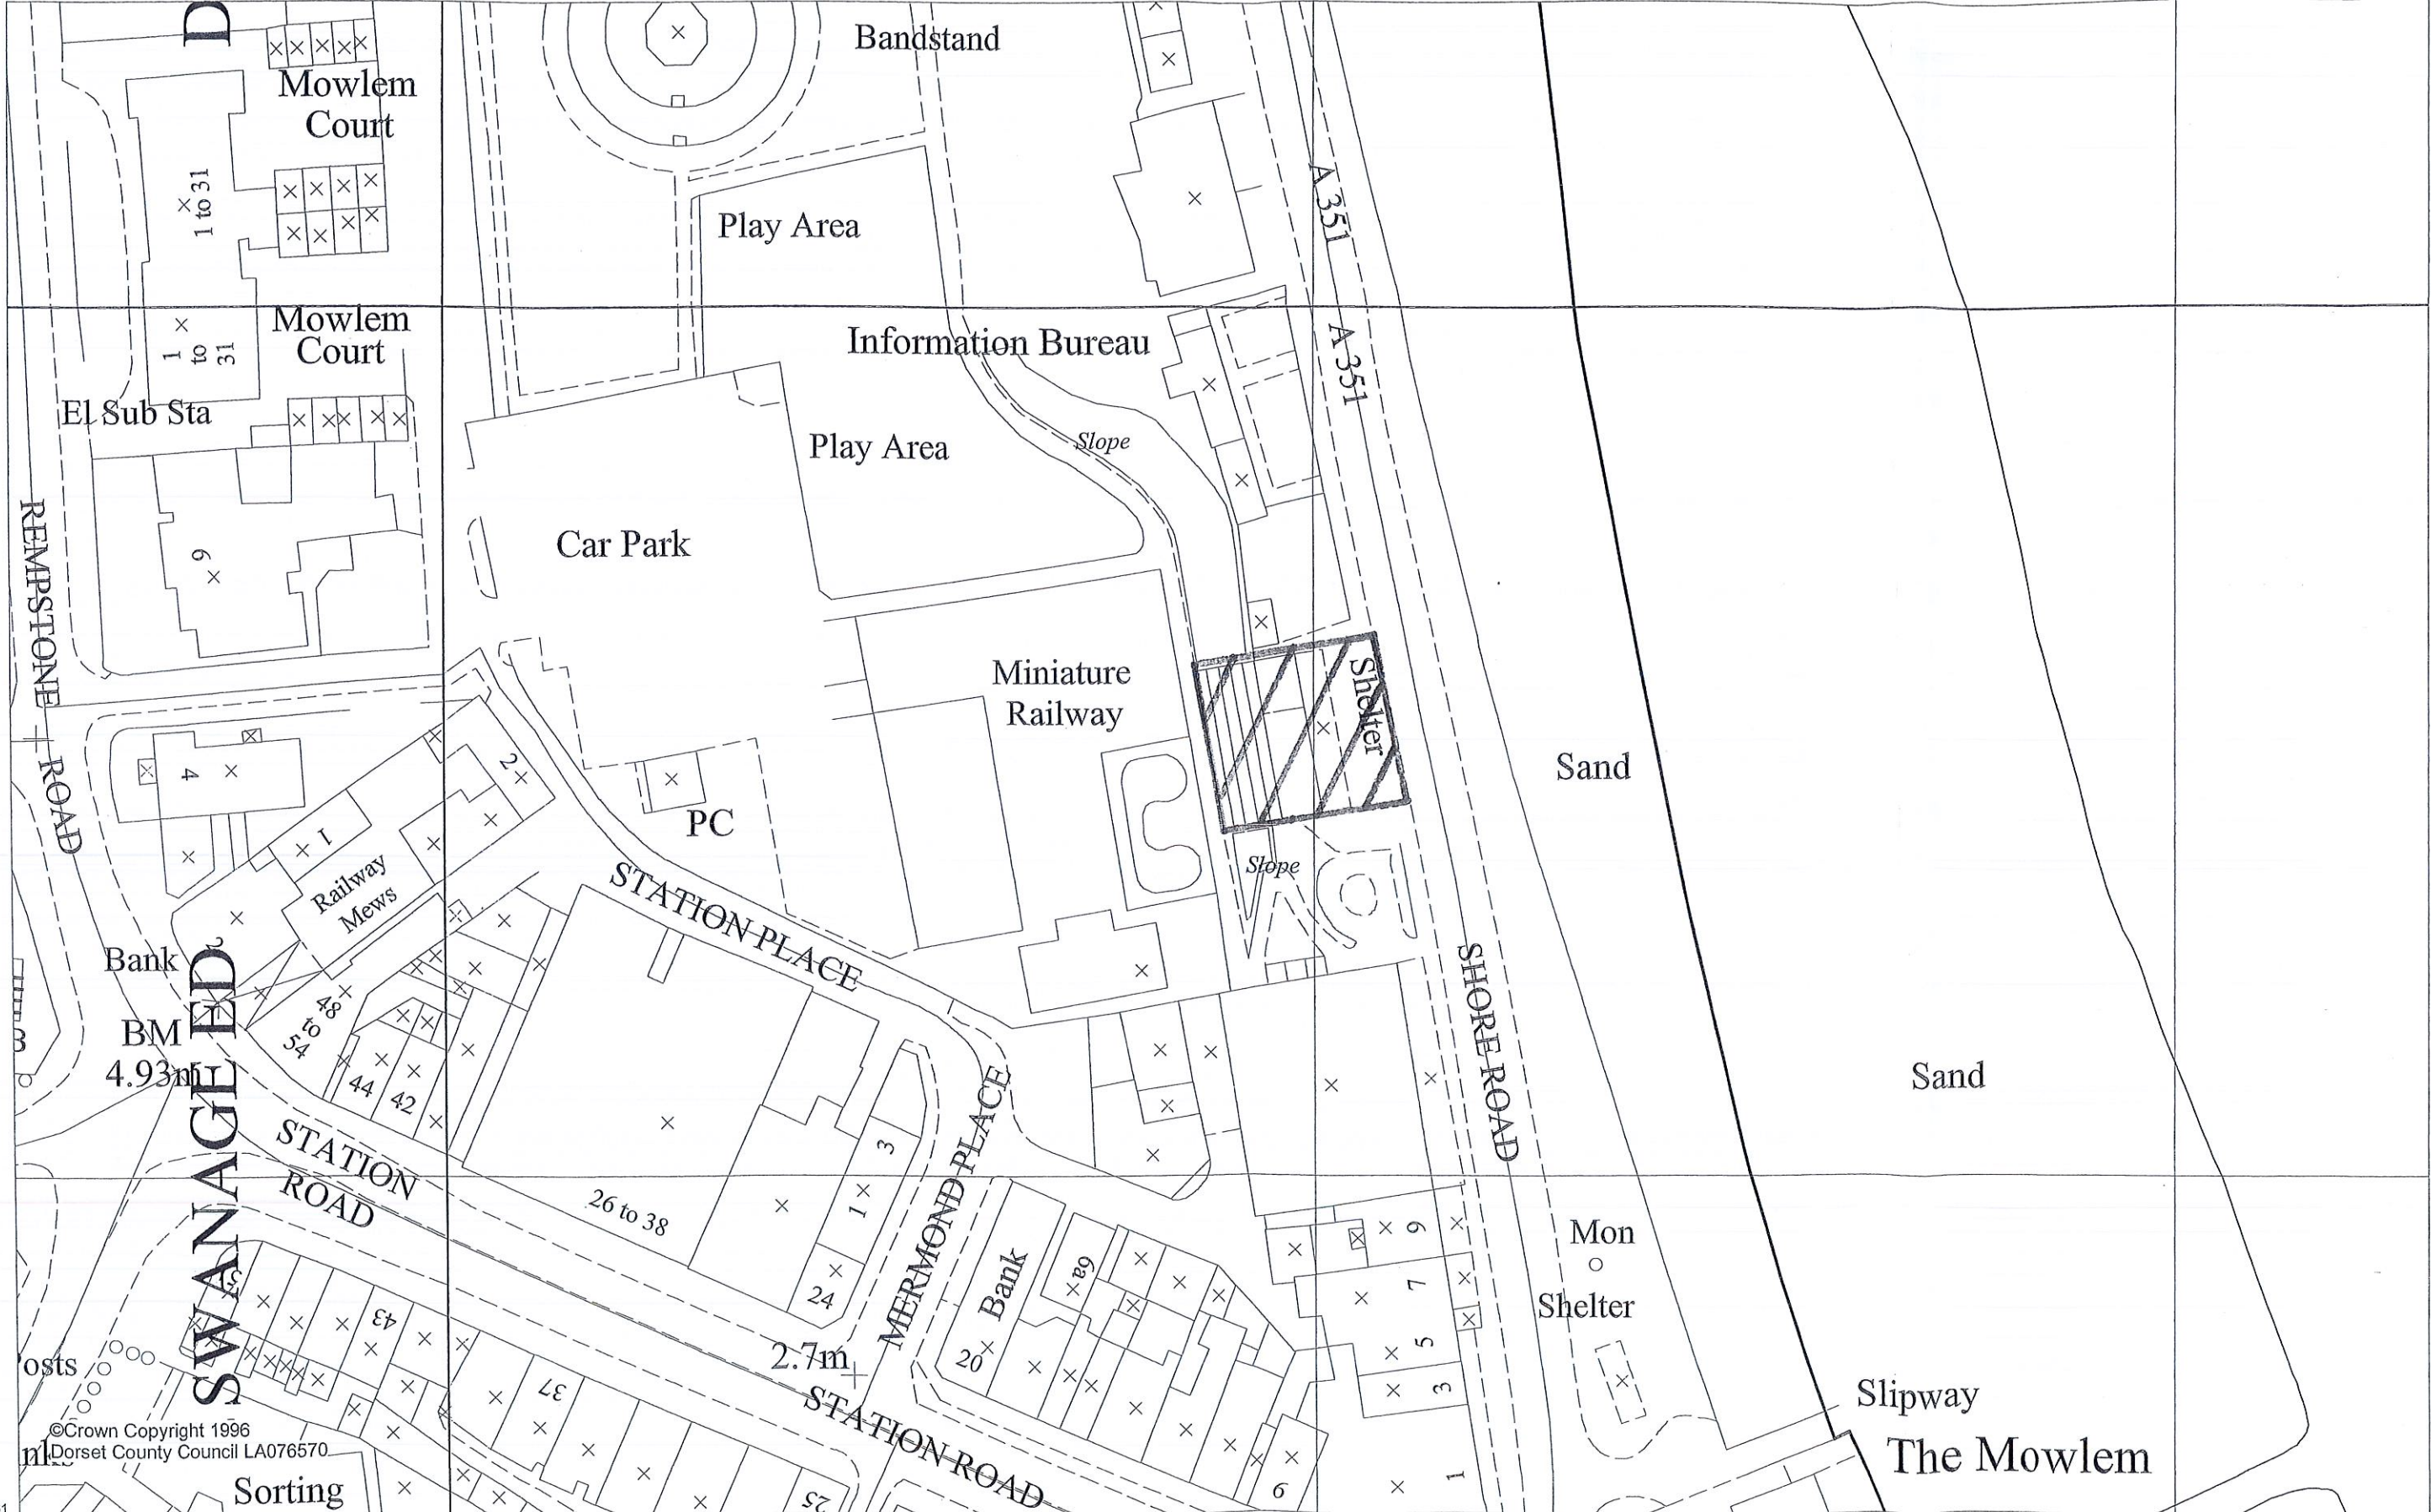 D
Bandstand
Mowlem
Court
1 to 31
Play Area
A 351
Mowlem
Court
1
to
31
Information Bureau
A 351
El Sub Sta
Slope
Play Area
REMPSTONE
ROAD
9
Car Park
Miniature
Railway
Shelter
Sand
4
2
1
Railway
Mews
PC
STATION PLACE
Slope
Bank
BM
4.93m
SWANAGE ED
48
to
54
44
42
3
1
24
26 to 38
STATION
ROAD
MERMOND PLACE
SHORE ROAD
Sand
Bank
20
6a
9
7
5
3
1
Mon
Shelter
43
37
25
2.7m
STATION ROAD
6
Slipway
The Mowlem
©Crown Copyright 1996
Dorset County Council LA076570
Sorting